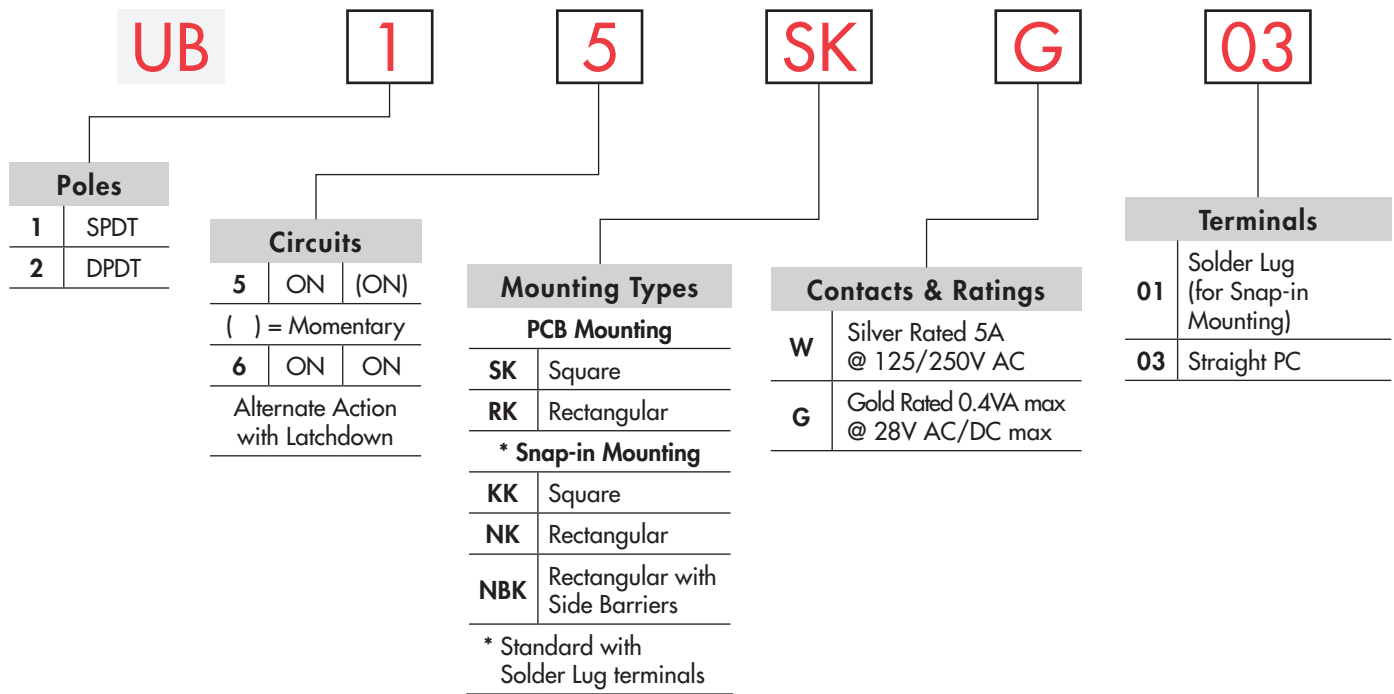 UB 1 5 SK G 03
Poles
1 SPDT
2 DPDT
Circuits
5 ON (ON)
( ) = Momentary
6 ON ON
Alternate Action
with Latchdown
Mounting Types
PCB Mounting
SK Square
RK Rectangular
* Snap-in Mounting
KK Square
NK Rectangular
NBK Rectangular with
Side Barriers
* Standard with
Solder Lug terminals
Contacts & Ratings
W Silver Rated 5A
@ 125/250V AC
G Gold Rated 0.4VA max
@ 28V AC/DC max
Terminals
01 Solder Lug
(for Snap-in
Mounting)
03 Straight PC